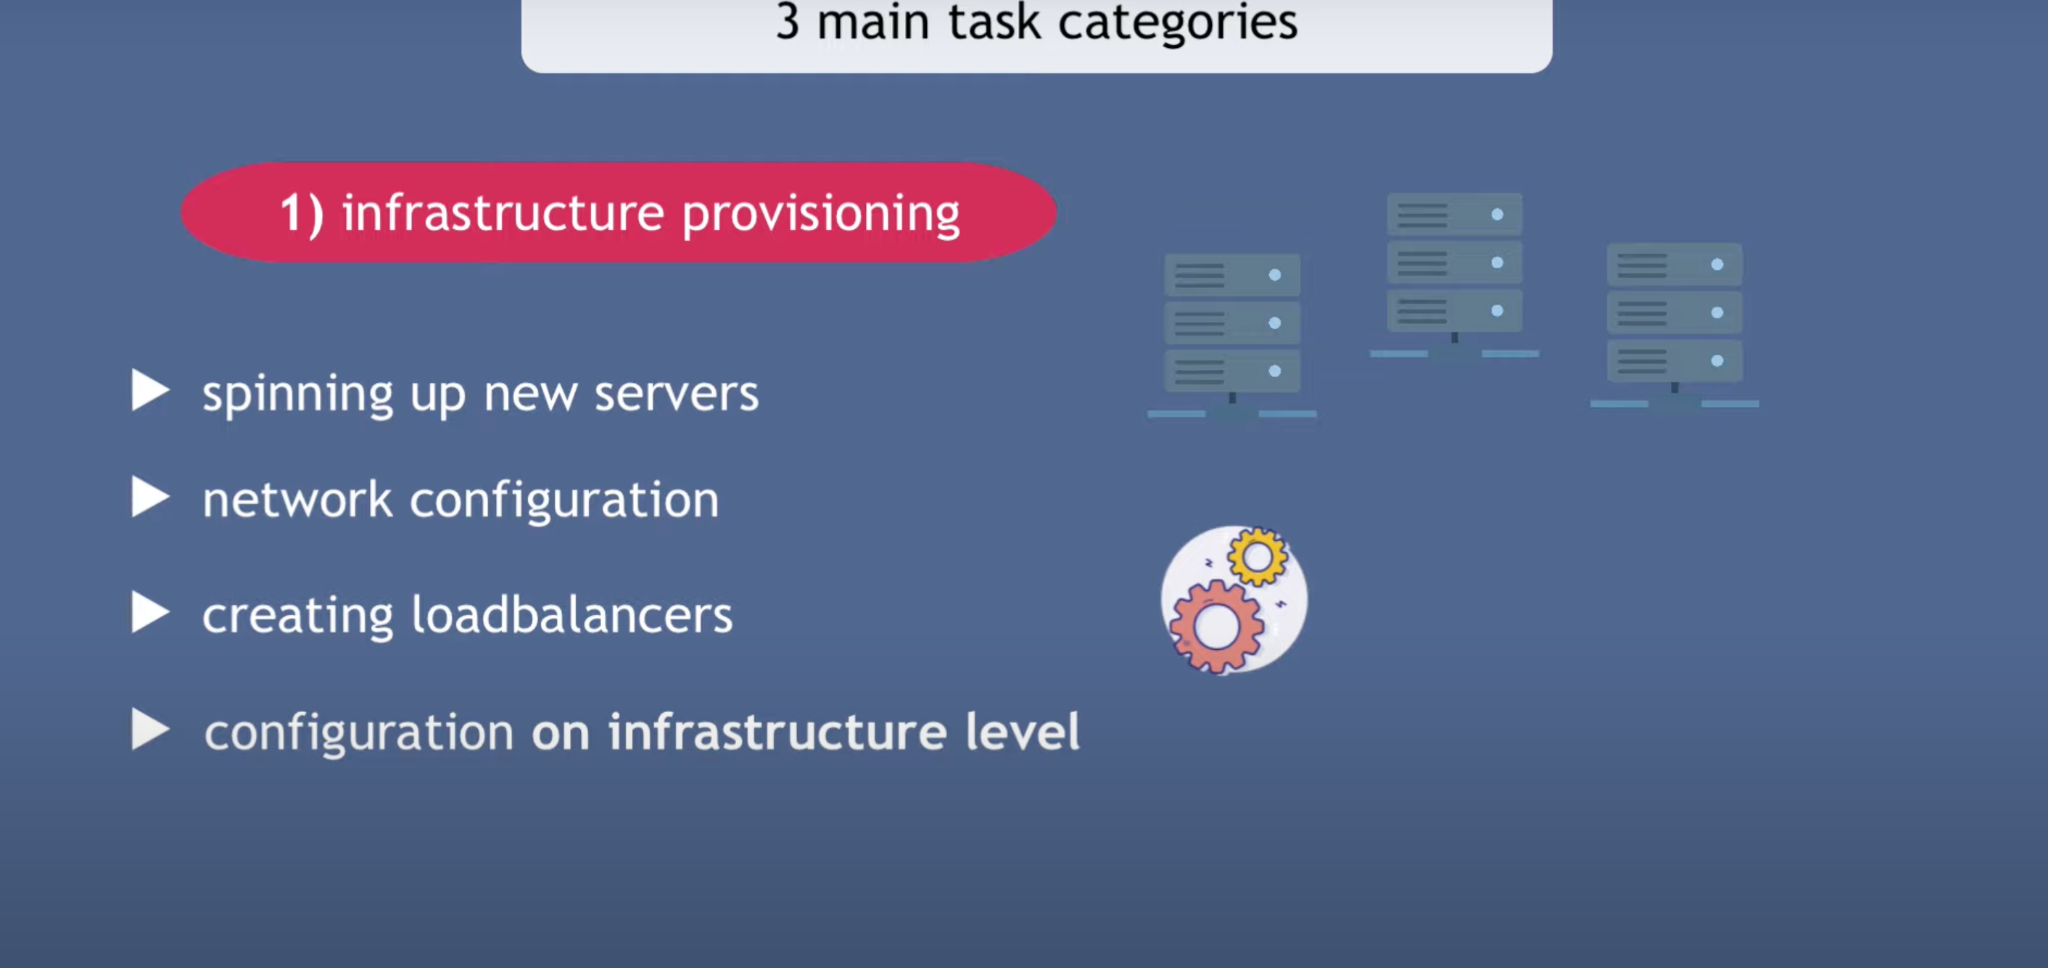 3 main task categories
1) infrastructure provisioning
spinning up new servers
network configuration
creating loadbalancers
configuration on infrastructure level